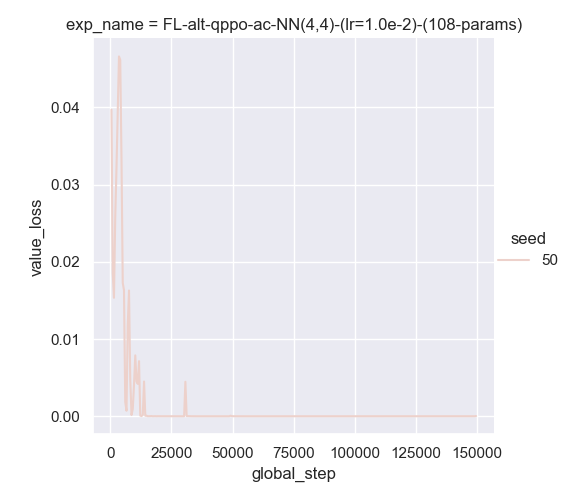 exp_name = FL-alt-qppo-ac-NN(4,4)-(lr=1.0e-2)-(108-params)
0.04
0.03
0.02
0.01
0.00
value_loss
0 25000 50000 75000 100000 125000 150000
global_step
seed
50